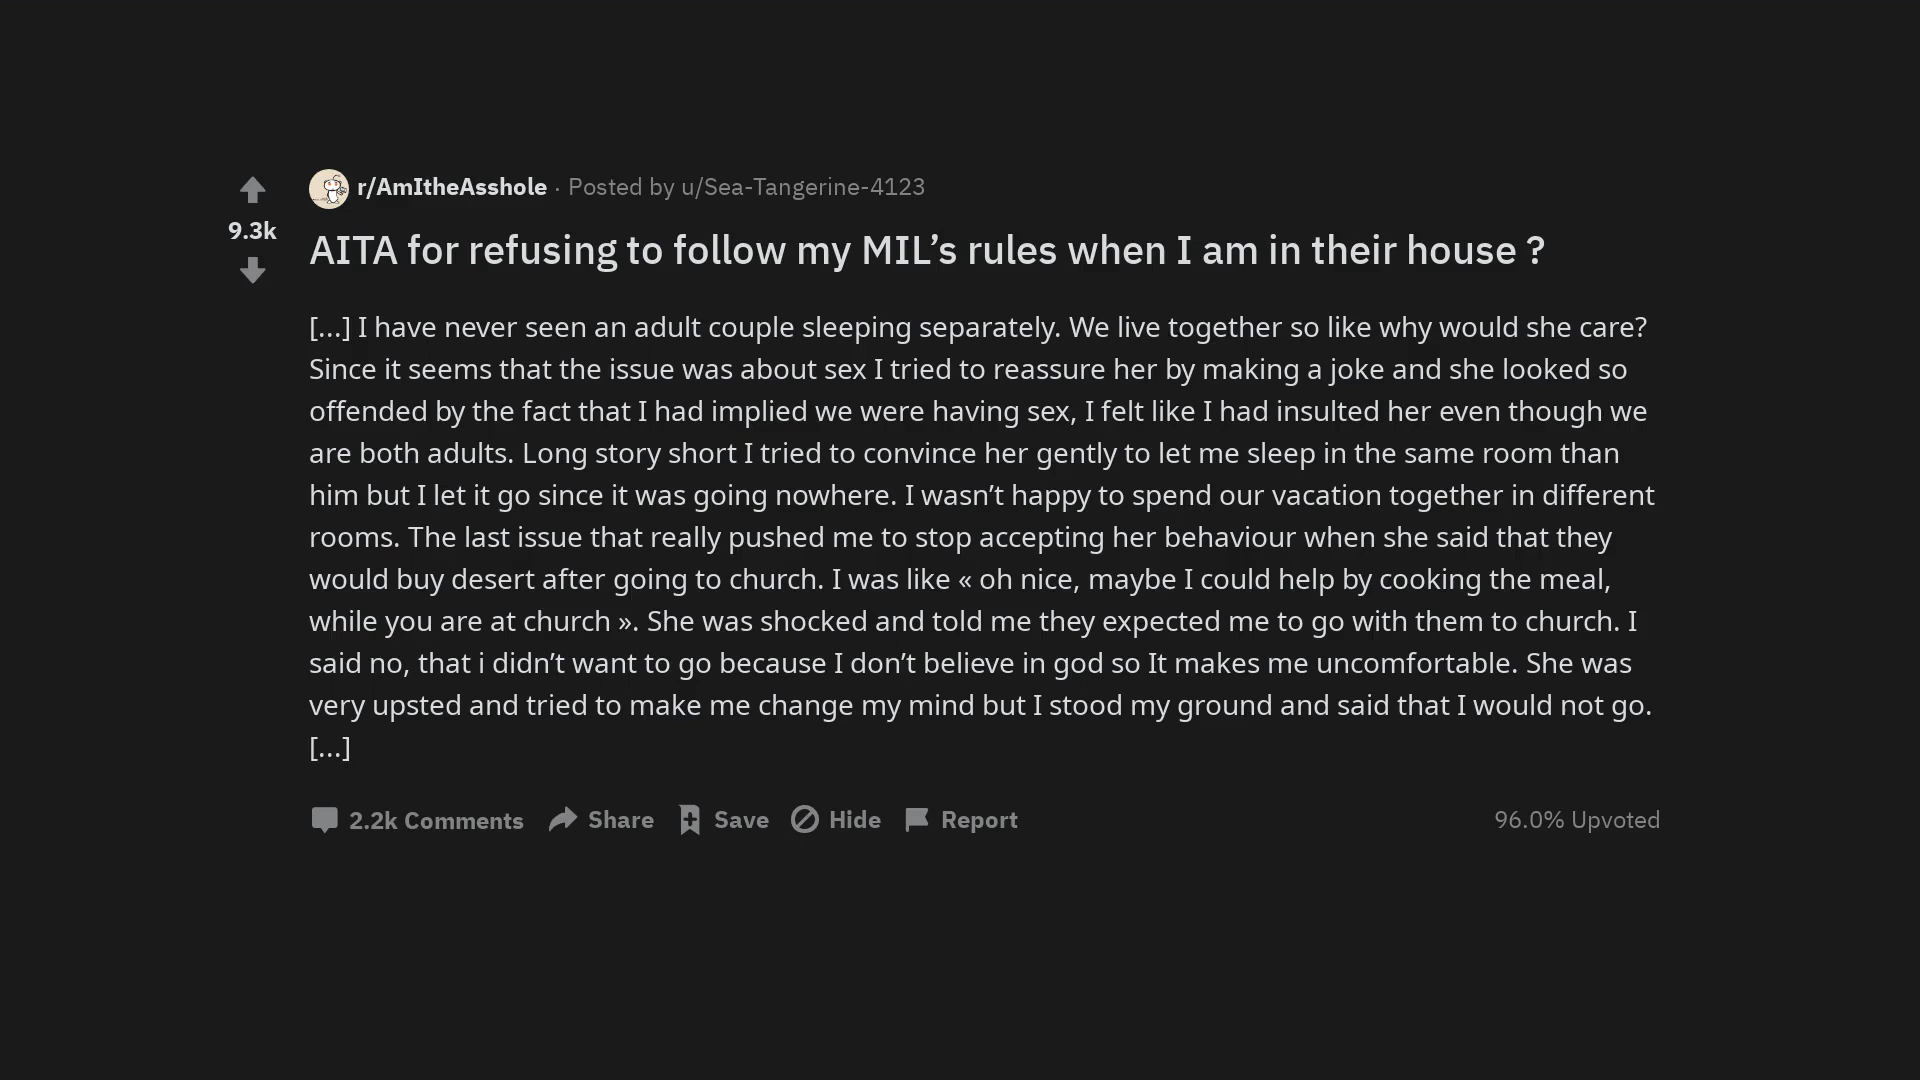 r/AmItheAsshole · Posted by u/Sea-Tangerine-4123
9.3k
AITA for refusing to follow my MIL’s rules when I am in their house ?
[...] I have never seen an adult couple sleeping separately. We live together so like why would she care?
Since it seems that the issue was about sex I tried to reassure her by making a joke and she looked so
offended by the fact that I had implied we were having sex, I felt like I had insulted her even though we
are both adults. Long story short I tried to convince her gently to let me sleep in the same room than
him but I let it go since it was going nowhere. I wasn’t happy to spend our vacation together in different
rooms. The last issue that really pushed me to stop accepting her behaviour when she said that they
would buy desert after going to church. I was like « oh nice, maybe I could help by cooking the meal,
while you are at church ». She was shocked and told me they expected me to go with them to church. I
said no, that i didn’t want to go because I don’t believe in god so It makes me uncomfortable. She was
very upsted and tried to make me change my mind but I stood my ground and said that I would not go.
[...]
2.2k Comments Share Save Hide Report 96.0% Upvoted